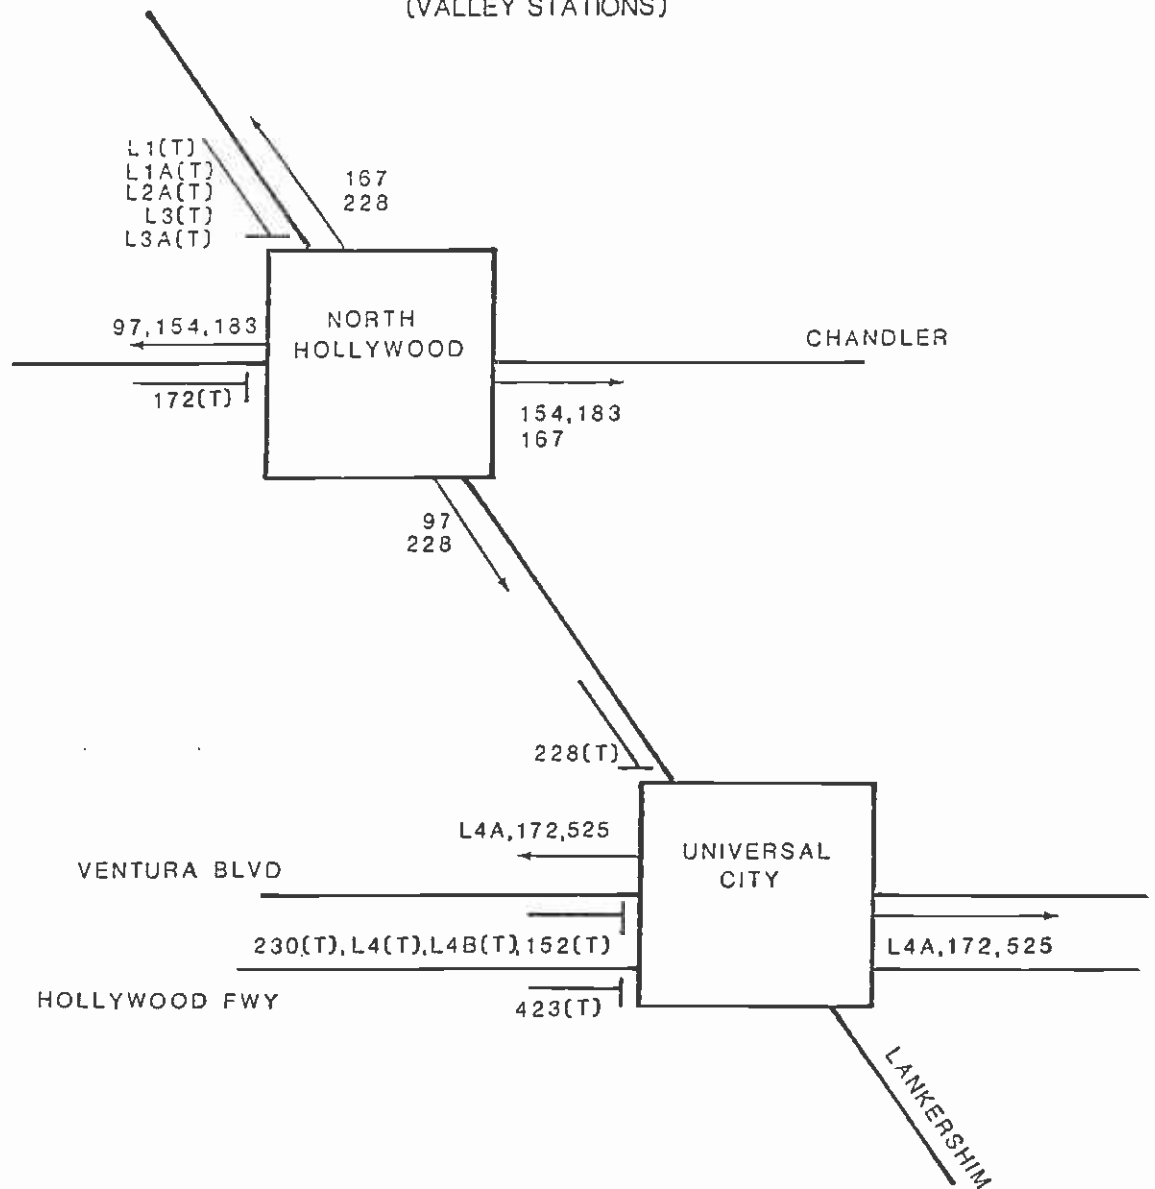 (VALLEY STATIONS)
L1(T)
L1A(T)
L2A(T)
L3(T)
L3A(T)
167
228
97,154,183
NORTH
HOLLYWOOD
CHANDLER
172(T)
154,183
167
97
228
228(T)
L4A,172,525
UNIVERSAL
CITY
VENTURA BLVD
230(T),L4(T),L4B(T),152(T)
L4A,172,525
HOLLYWOOD FWY
423(T)
LANKERSHIM